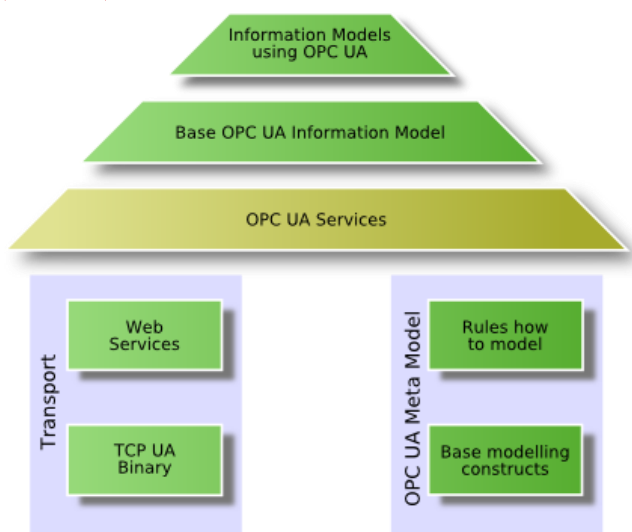 Information Models
using OPC UA
Base OPC UA Information Model
OPC UA Services
Transport
Web
Services
TCP UA
Binary
OPC UA Meta Model
Rules how
to model
Base modelling
constructs